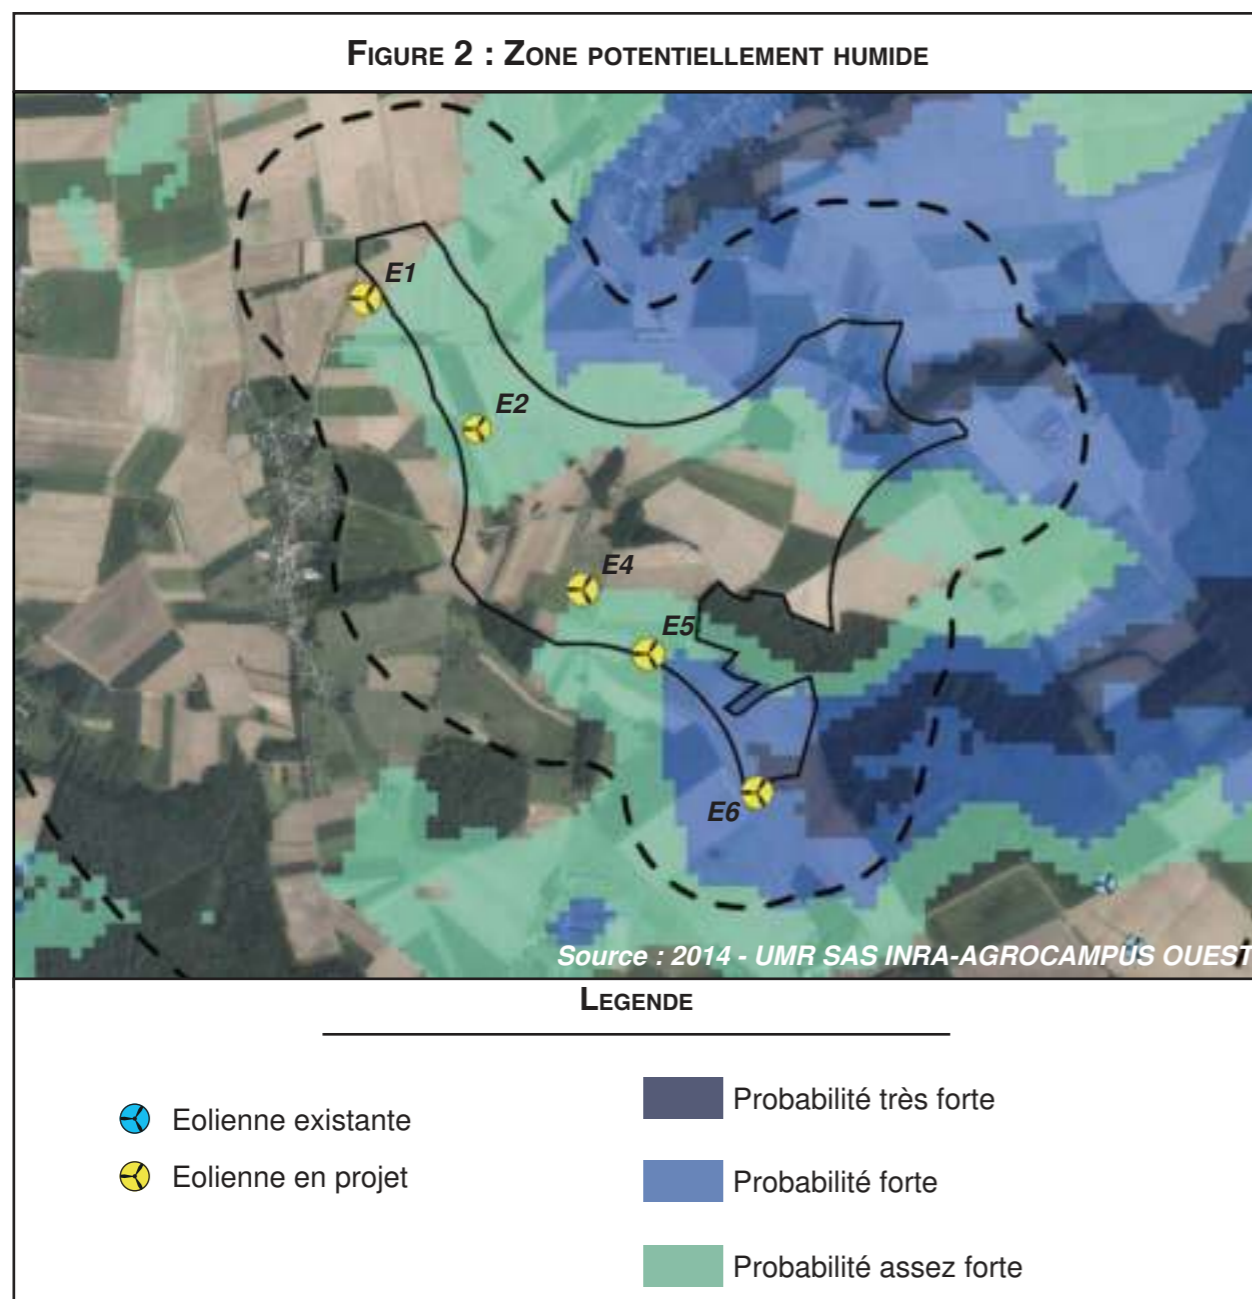 FIGURE 2 : ZONE POTENTIELLEMENT HUMIDE
E1
E2
E4
E5
E6
Source : 2014 - UMR SAS INRA-AGROCAMPUS OUEST
LEGENDE
Eolienne existante
Eolienne en projet
Probabilité très forte
Probabilité forte
Probabilité assez forte